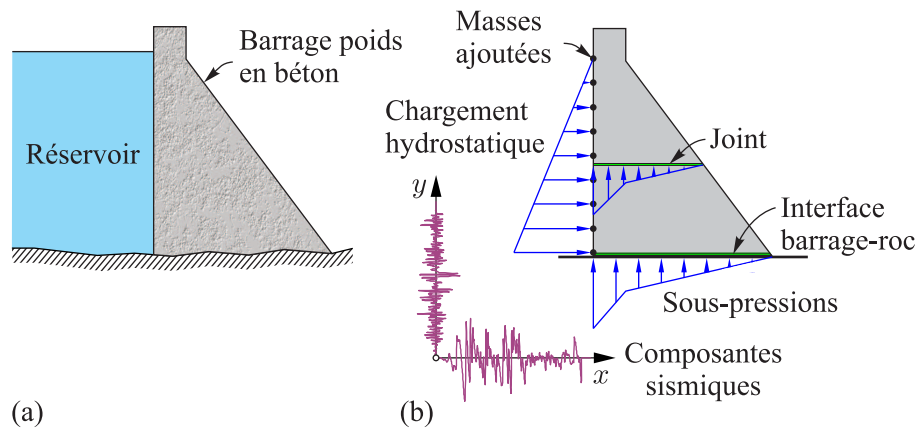 Barrage poids
en béton
Réservoir
(a)
Masses
ajoutées
Chargement
hydrostatique
Joint
Interface
barrage-roc
Sous-pressions
y
x
Composantes
sismiques
(b)